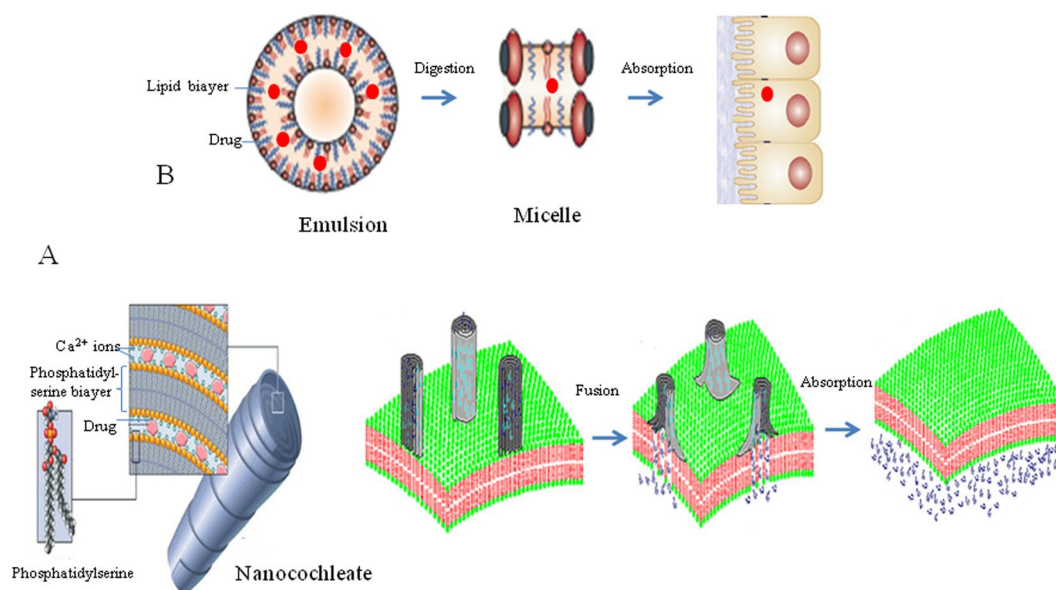 Lipid biayer
Drug
B
Digestion
Absorption
Emulsion
Micelle
A
Ca²⁺ ions
Phosphatidyl-
serine biayer
Drug
Phosphatidylserine
Nanocochleate
Fusion
Absorption